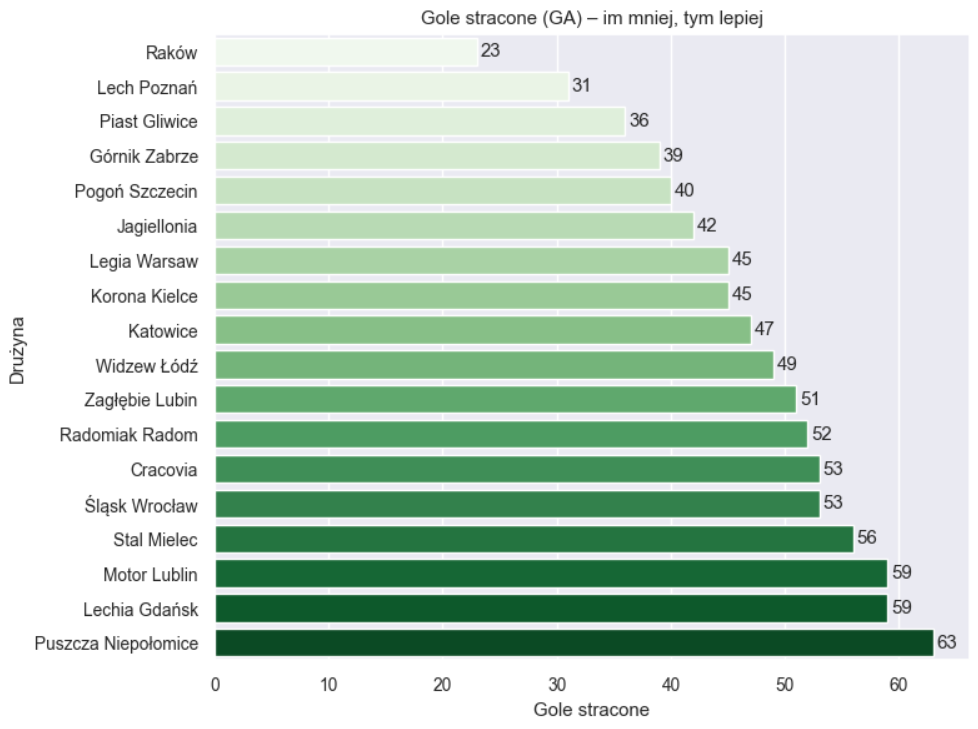 Gole stracone (GA) – im mniej, tym lepiej
Drużyna
Raków 23
Lech Poznań 31
Piast Gliwice 36
Górnik Zabrze 39
Pogoń Szczecin 40
Jagiellonia 42
Legia Warsaw 45
Korona Kielce 45
Katowice 47
Widzew Łódź 49
Zagłębie Lubin 51
Radomiak Radom 52
Cracovia 53
Śląsk Wrocław 53
Stal Mielec 56
Motor Lublin 59
Lechia Gdańsk 59
Puszcza Niepołomice 63
0 10 20 30 40 50 60
Gole stracone